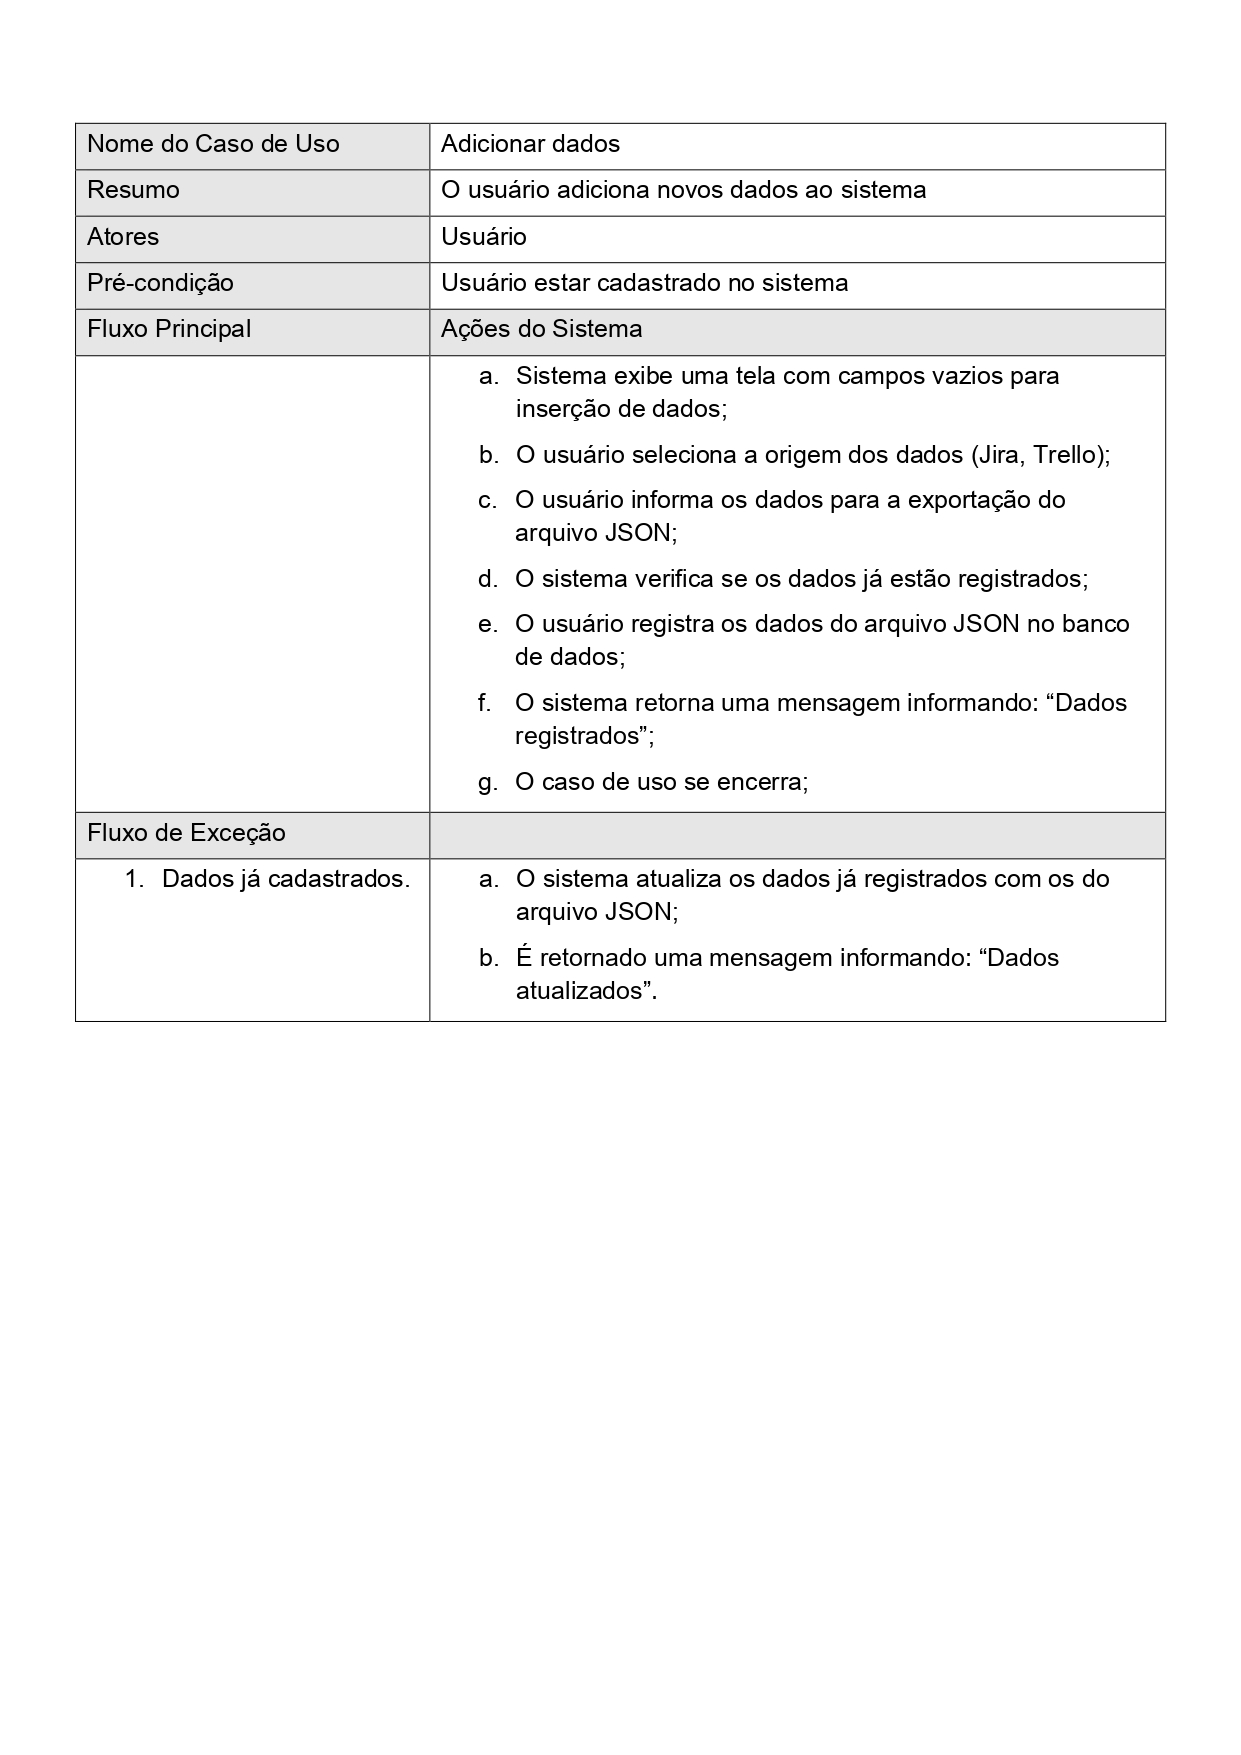 Nome do Caso de Uso
Adicionar dados
Resumo
O usuário adiciona novos dados ao sistema
Atores
Usuário
Pré-condição
Usuário estar cadastrado no sistema
Fluxo Principal
Ações do Sistema
a. Sistema exibe uma tela com campos vazios para
inserção de dados;
b. O usuário seleciona a origem dos dados (Jira, Trello);
c. O usuário informa os dados para a exportação do
arquivo JSON;
d. O sistema verifica se os dados já estão registrados;
e. O usuário registra os dados do arquivo JSON no banco
de dados;
f. O sistema retorna uma mensagem informando: “Dados
registrados”;
g. O caso de uso se encerra;
Fluxo de Exceção
1. Dados já cadastrados.
a. O sistema atualiza os dados já registrados com os do
arquivo JSON;
b. É retornado uma mensagem informando: “Dados
atualizados”.